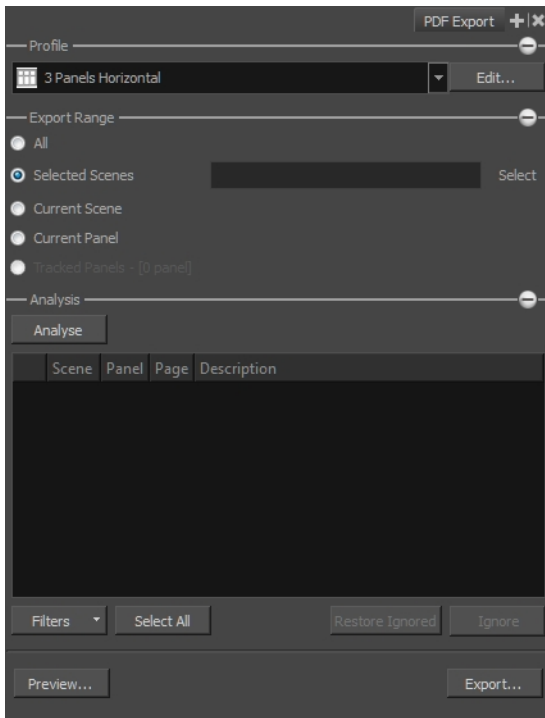 PDF Export
Profile
3 Panels Horizontal
Edit...
Export Range
All
Selected Scenes Select
Current Scene
Current Panel
Tracked Panels - [0 panel]
Analysis
Analyse
Scene Panel Page Description
Filters Select All Restore Ignored Ignore
Preview... Export...